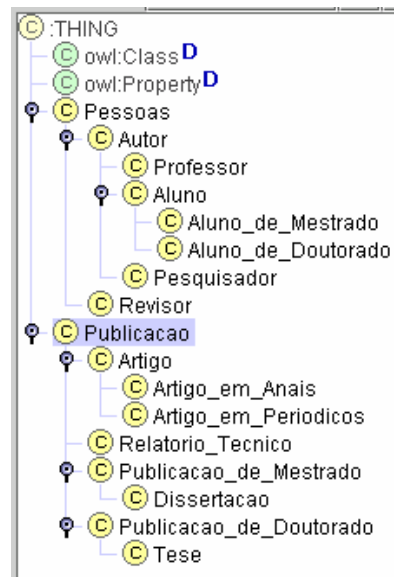 C :THING
C owl:Class D
C owl:Property D
C Pessoas
C Autor
C Professor
C Aluno
C Aluno_de_Mestrado
C Aluno_de_Doutorado
C Pesquisador
C Revisor
C Publicacao
C Artigo
C Artigo_em_Anais
C Artigo_em_Periodicos
C Relatorio_Tecnico
C Publicacao_de_Mestrado
C Dissertacao
C Publicacao_de_Doutorado
C Tese